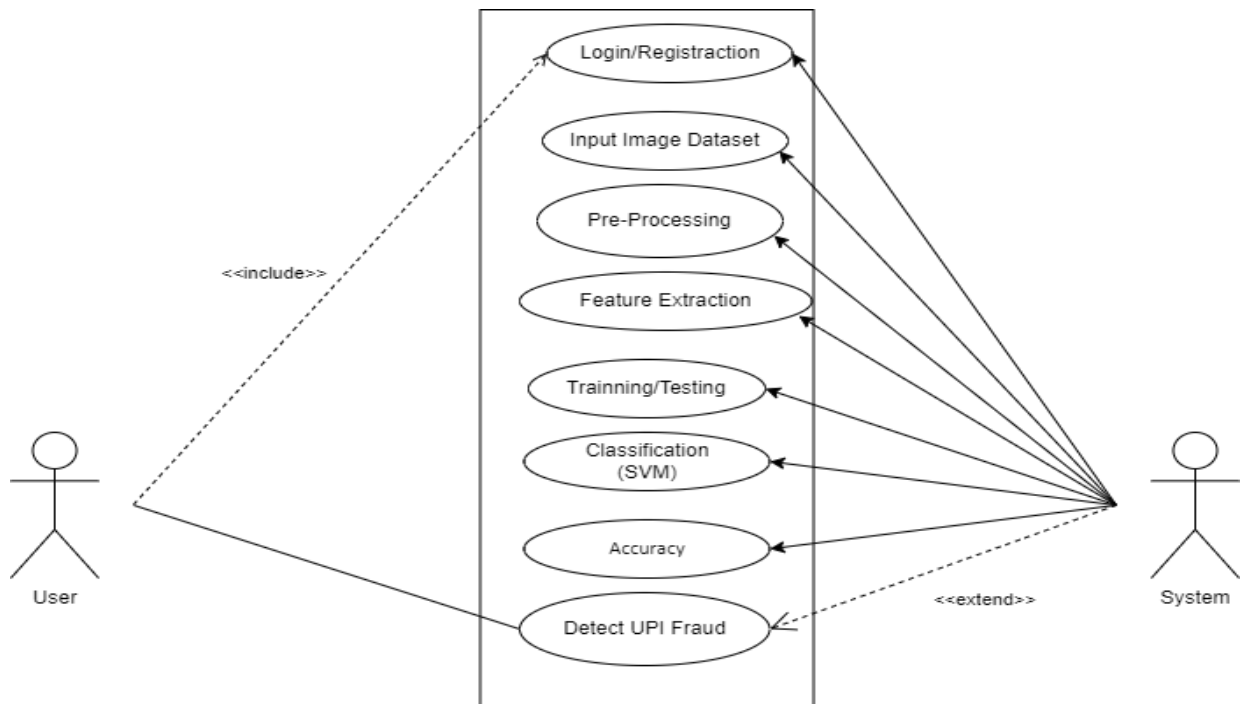 Login/Registraction
Input Image Dataset
Pre-Processing
<<include>>
Feature Extraction
Trainning/Testing
Classification
(SVM)
Accuracy
User
<<extend>>
System
Detect UPI Fraud